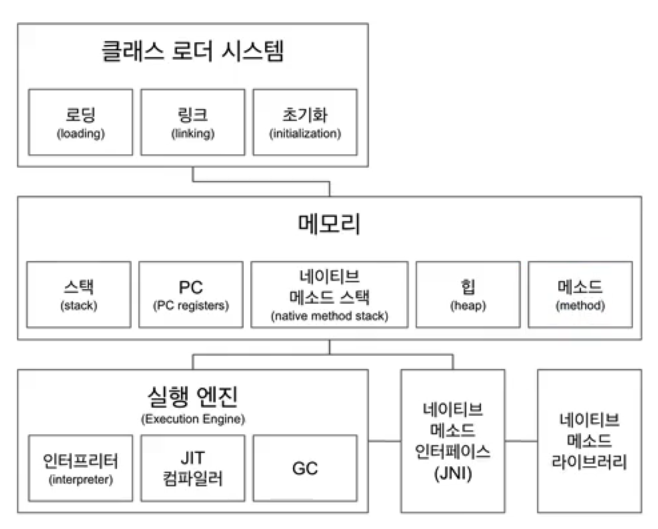 클래스 로더 시스템
로딩
(loading)
링크
(linking)
초기화
(initialization)
메모리
스택
(stack)
PC
(PC registers)
네이티브
메소드 스택
(native method stack)
힙
(heap)
메소드
(method)
실행 엔진
(Execution Engine)
인터프리터
(interpreter)
JIT
컴파일러
GC
네이티브
메소드
인터페이스
(JNI)
네이티브
메소드
라이브러리